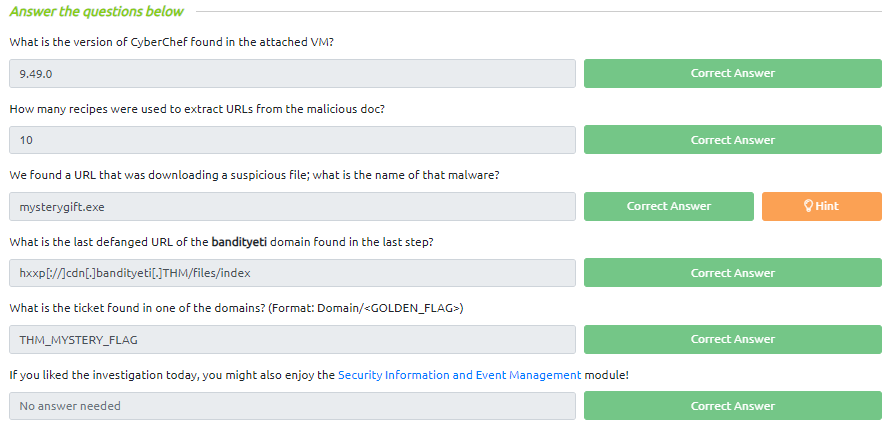 Answer the questions below
What is the version of CyberChef found in the attached VM?
9.49.0
Correct Answer
How many recipes were used to extract URLs from the malicious doc?
10
Correct Answer
We found a URL that was downloading a suspicious file; what is the name of that malware?
mysterygift.exe
Correct Answer
Hint
What is the last defanged URL of the bandityeti domain found in the last step?
hxxp[://]cdn[.]bandityeti[.]THM/files/index
Correct Answer
What is the ticket found in one of the domains? (Format: Domain/<GOLDEN_FLAG>)
THM_MYSTERY_FLAG
Correct Answer
If you liked the investigation today, you might also enjoy the Security Information and Event Management module!
No answer needed
Correct Answer